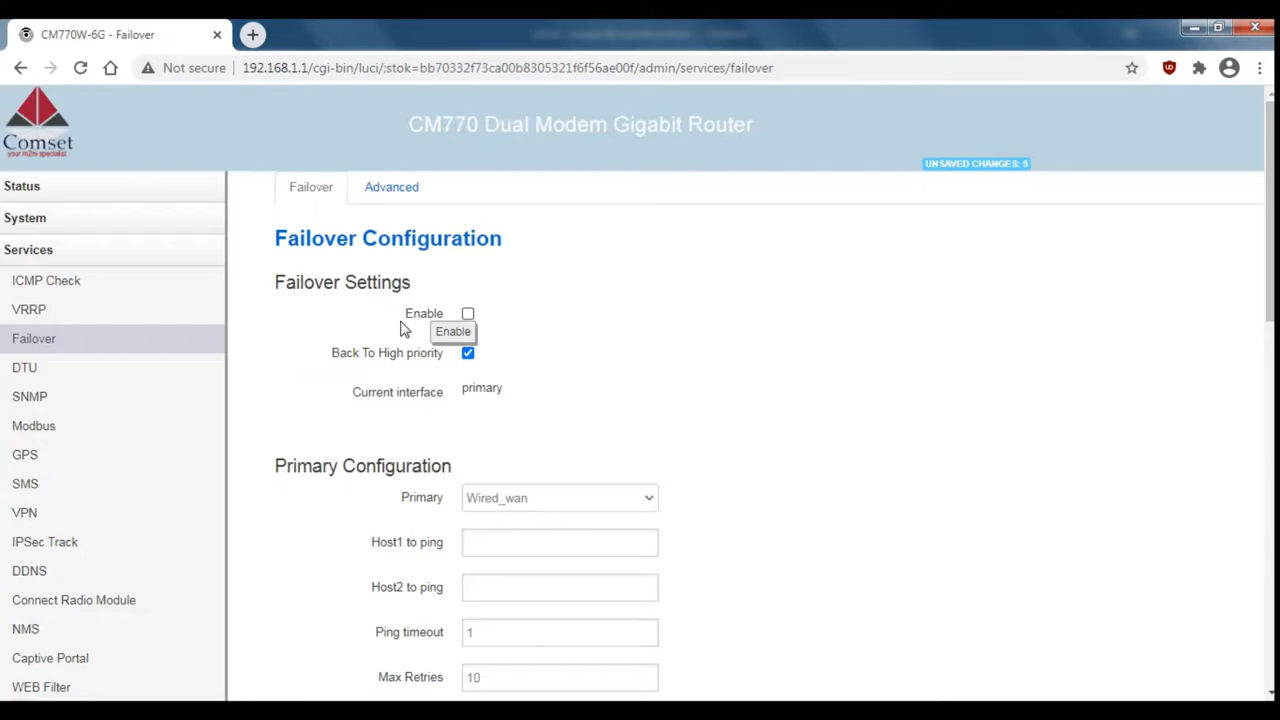 CM770W-6G - Failover
Not secure
192.168.1.1/cgi-bin/luci/;stok=bb70332f73ca00b8305321f6f56ae00f/admin/services/failover
Comset
your m2m specialist
CM770 Dual Modem Gigabit Router
UNSAVED CHANGES: 5
Status
System
Services
ICMP Check
VRRP
Failover
DTU
SNMP
Modbus
GPS
SMS
VPN
IPSec Track
DDNS
Connect Radio Module
NMS
Captive Portal
WEB Filter
Failover
Advanced
Failover Configuration
Failover Settings
Enable
Enable
Back To High priority
Current interface primary
Primary Configuration
Primary Wired_wan
Host1 to ping
Host2 to ping
Ping timeout 1
Max Retries 10